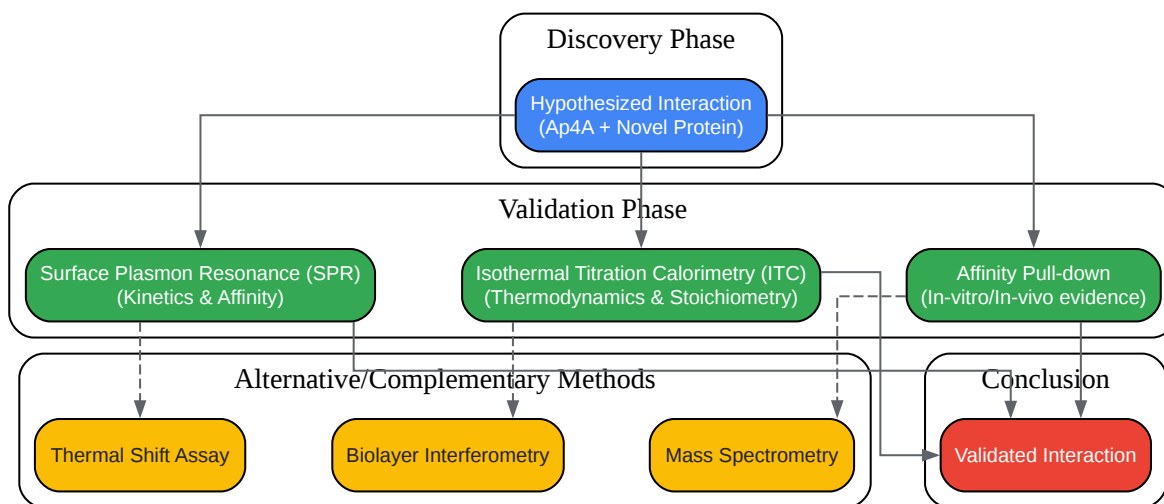 Discovery Phase
Hypothesized Interaction
(Ap4A + Novel Protein)
Validation Phase
Surface Plasmon Resonance (SPR)
(Kinetics & Affinity)
Isothermal Titration Calorimetry (ITC)
(Thermodynamics & Stoichiometry)
Affinity Pull-down
(In-vitro/In-vivo evidence)
Alternative/Complementary Methods
Thermal Shift Assay
Biolayer Interferometry
Mass Spectrometry
Conclusion
Validated Interaction